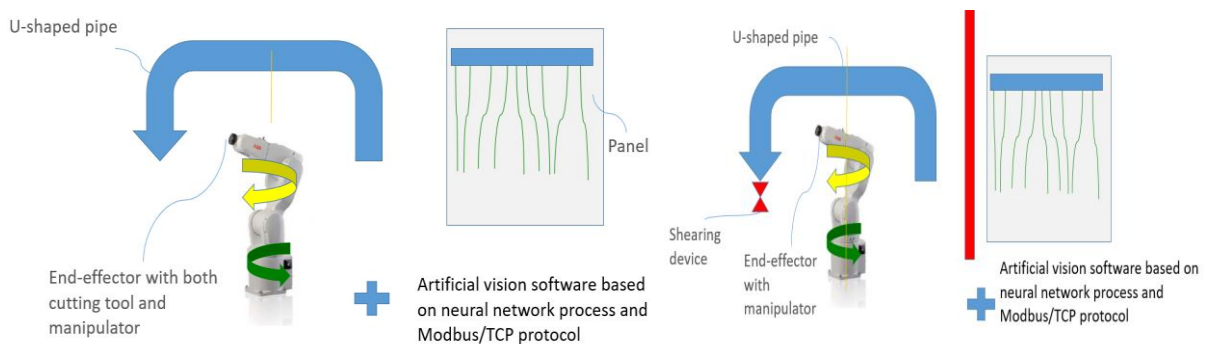 U-shaped pipe
Panel
End-effector with both
cutting tool and
manipulator
Artificial vision software based
on neural network process and
Modbus/TCP protocol
U-shaped pipe
Shearing
device
End-effector
with
manipulator
Artificial vision software based on
neural network process and
Modbus/TCP protocol